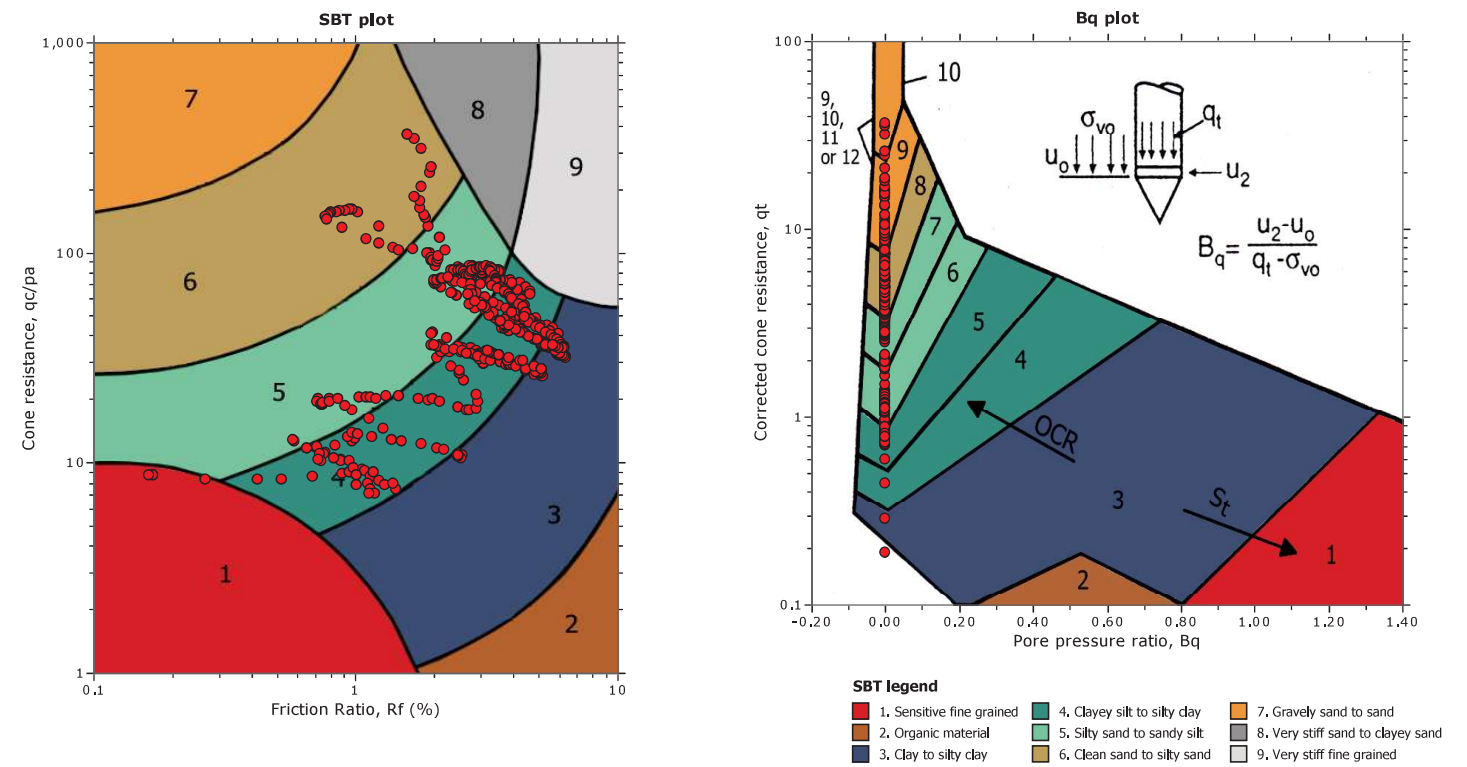 SBT plot
1,000
100
10
1
0.1
1
10
Cone resistance, qc/pa
Friction Ratio, Rf (%)
7
8
9
6
5
4
3
1
2
Bq plot
100
10
1
0.1
-0.20
0.00
0.20
0.40
0.60
0.80
1.00
1.20
1.40
Corrected cone resistance, qt
Pore pressure ratio, Bq
10
9,
10,
11
or 12
9
8
7
6
5
4
3
2
1
OCR
St
σvo
qt
uo
u2
Bq= u2-uo
qt-σvo
SBT legend
1. Sensitive fine grained
2. Organic material
3. Clay to silty clay
4. Clayey silt to silty clay
5. Silty sand to sandy silt
6. Clean sand to silty sand
7. Gravely sand to sand
8. Very stiff sand to clayey sand
9. Very stiff fine grained